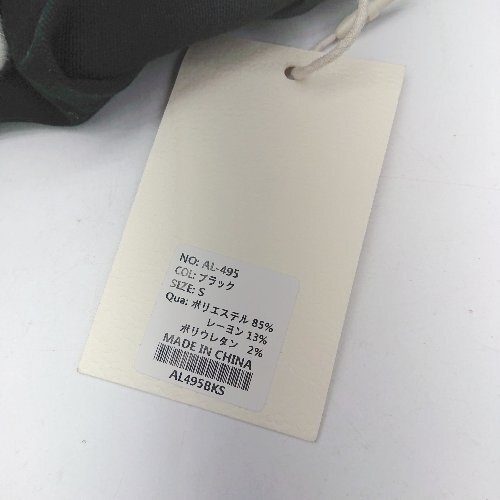 NO: AL-495
COL: ブラック
SIZE: S
Qua: ポリエステル 85%
レーヨン 13%
ポリウレタン 2%
MADE IN CHINA
AL495BKS